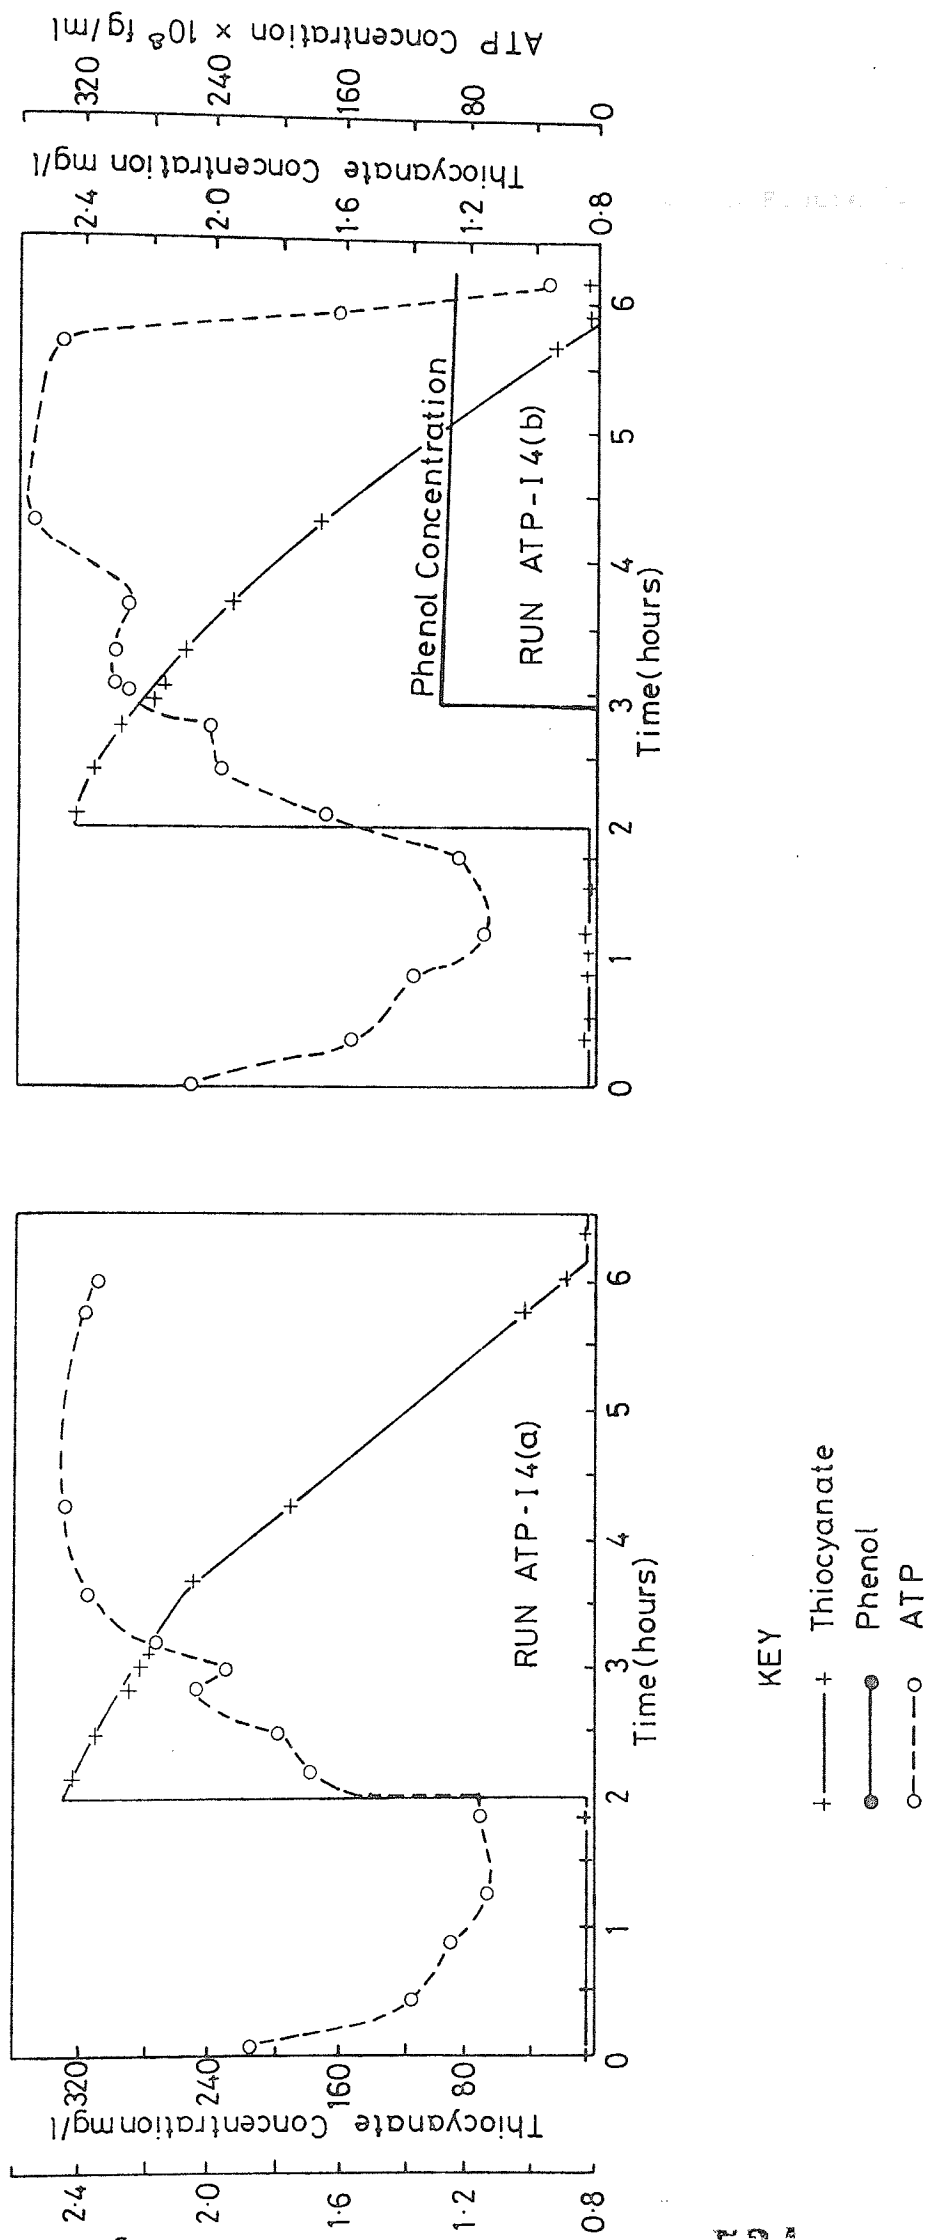 2·4
2·0
1·6
1·2
0·8
Thiocyanate Concentration mg/l
320
240
160
80
0
RUN ATP-I4(a)
0 1 2 3 4 5 6
Time(hours)
Phenol Concentration
RUN ATP-I4(b)
0 1 2 3 4 5 6
Time(hours)
Thiocyanate Concentration mg/l
2·4
2·0
1·6
1·2
0·8
ATP Concentration × 10⁸ fg/ml
320
240
160
80
0
KEY
Thiocyanate
Phenol
ATP